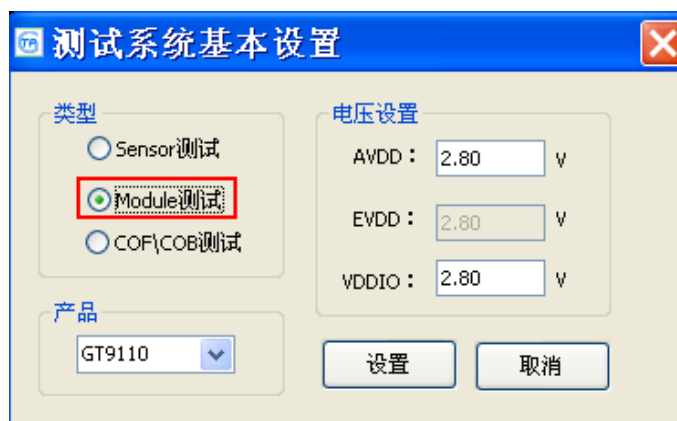 测试系统基本设置
类型
Sensor测试
Module测试
COF\COB测试
产品
GT9110
电压设置
AVDD： 2.80 V
EVDD： 2.80 V
VDDIO： 2.80 V
设置 取消